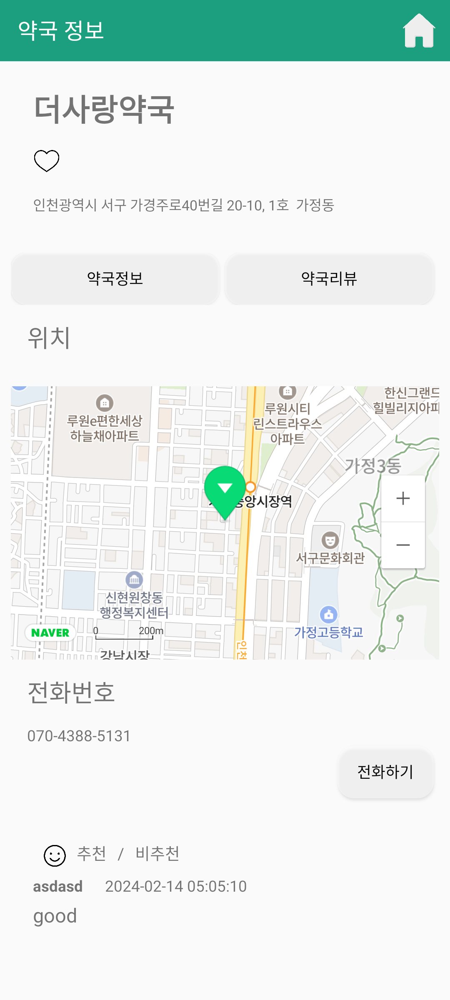 약국 정보
더사랑약국
인천광역시 서구 가경주로40번길 20-10, 1호 가정동
약국정보
약국리뷰
위치
루원e편한세상
하늘채아파트
루원시티
린스트라우스
아파트
한신그랜드
힐빌리지아파
가정3동
중앙시장역
서구문화회관
신현원창동
행정복지센터
가정고등학교
NAVER
0 200m
강남시장
인천
전화번호
070-4388-5131
전화하기
추천 / 비추천
asdasd 2024-02-14 05:05:10
good